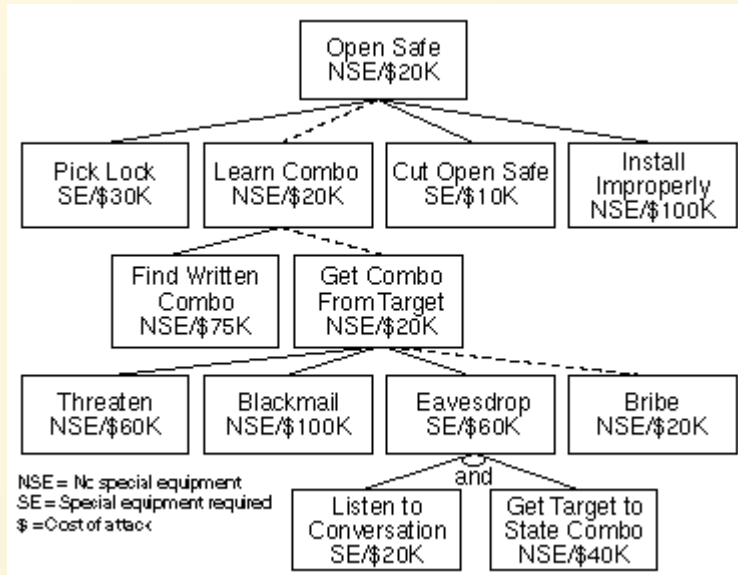 Open Safe
NSE/$20K
Pick Lock
SE/$30K
Learn Combo
NSE/$20K
Cut Open Safe
SE/$10K
Install
Improperly
NSE/$100K
Find Written
Combo
NSE/$75K
Get Combo
From Target
NSE/$20K
Threaten
NSE/$60K
Blackmail
NSE/$100K
Eavesdrop
SE/$60K
Bribe
NSE/$20K
and
NSE = No special equipment
SE = Special equipment required
$ = Cost of attack
Listen to
Conversation
SE/$20K
Get Target to
State Combo
NSE/$40K